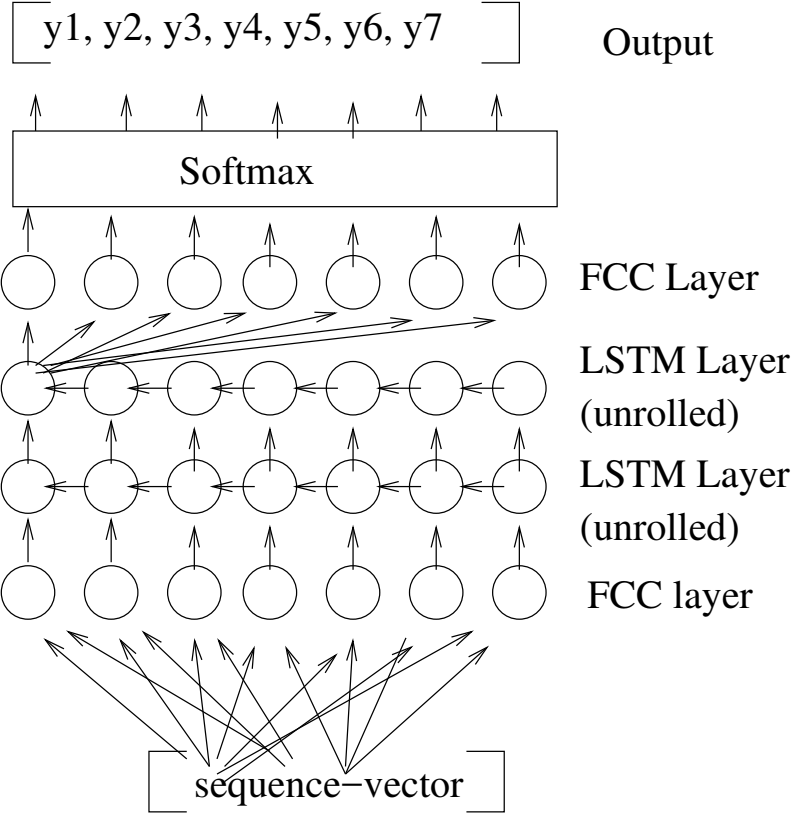 y1, y2, y3, y4, y5, y6, y7
Output
Softmax
FCC Layer
LSTM Layer
(unrolled)
LSTM Layer
(unrolled)
FCC layer
sequence−vector